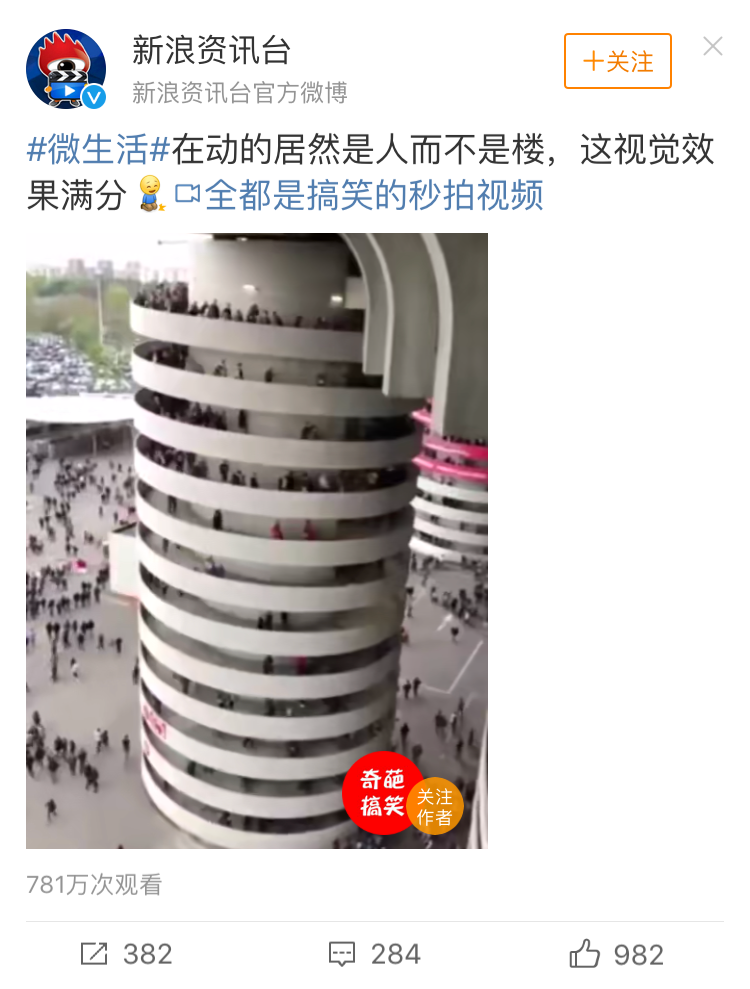 新浪资讯台
+关注
新浪资讯台官方微博
#微生活#在动的居然是人而不是楼，这视觉效
果满分 全都是搞笑的秒拍视频
奇葩
搞笑
关注
作者
781万次观看
382
284
982